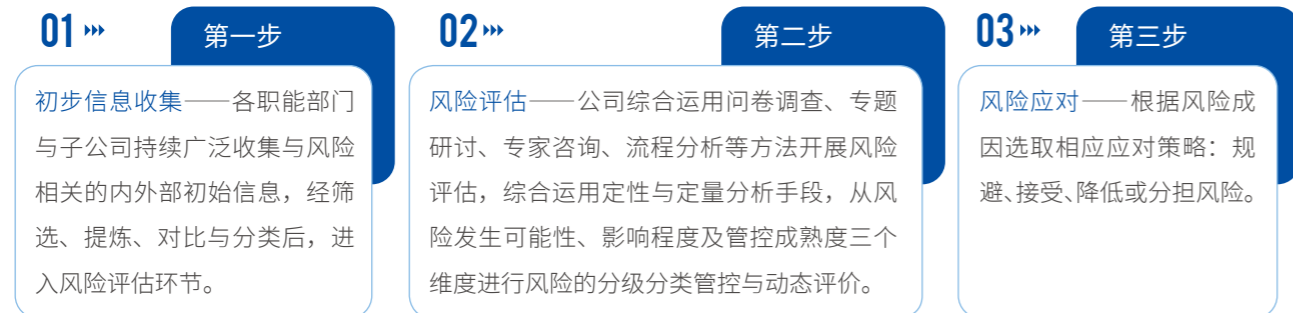 01
第一步
初步信息收集——各职能部门
与子公司持续广泛收集与风险
相关的内外部初始信息，经筛
选、提炼、对比与分类后，进
入风险评估环节。
02
第二步
风险评估——公司综合运用问卷调查、专题
研讨、专家咨询、流程分析等方法开展风险
评估，综合运用定性与定量分析手段，从风
险发生可能性、影响程度及管控成熟度三个
维度进行风险的分级分类管控与动态评价。
03
第三步
风险应对——根据风险成
因选取相应应对策略：规
避、接受、降低或分担风险。